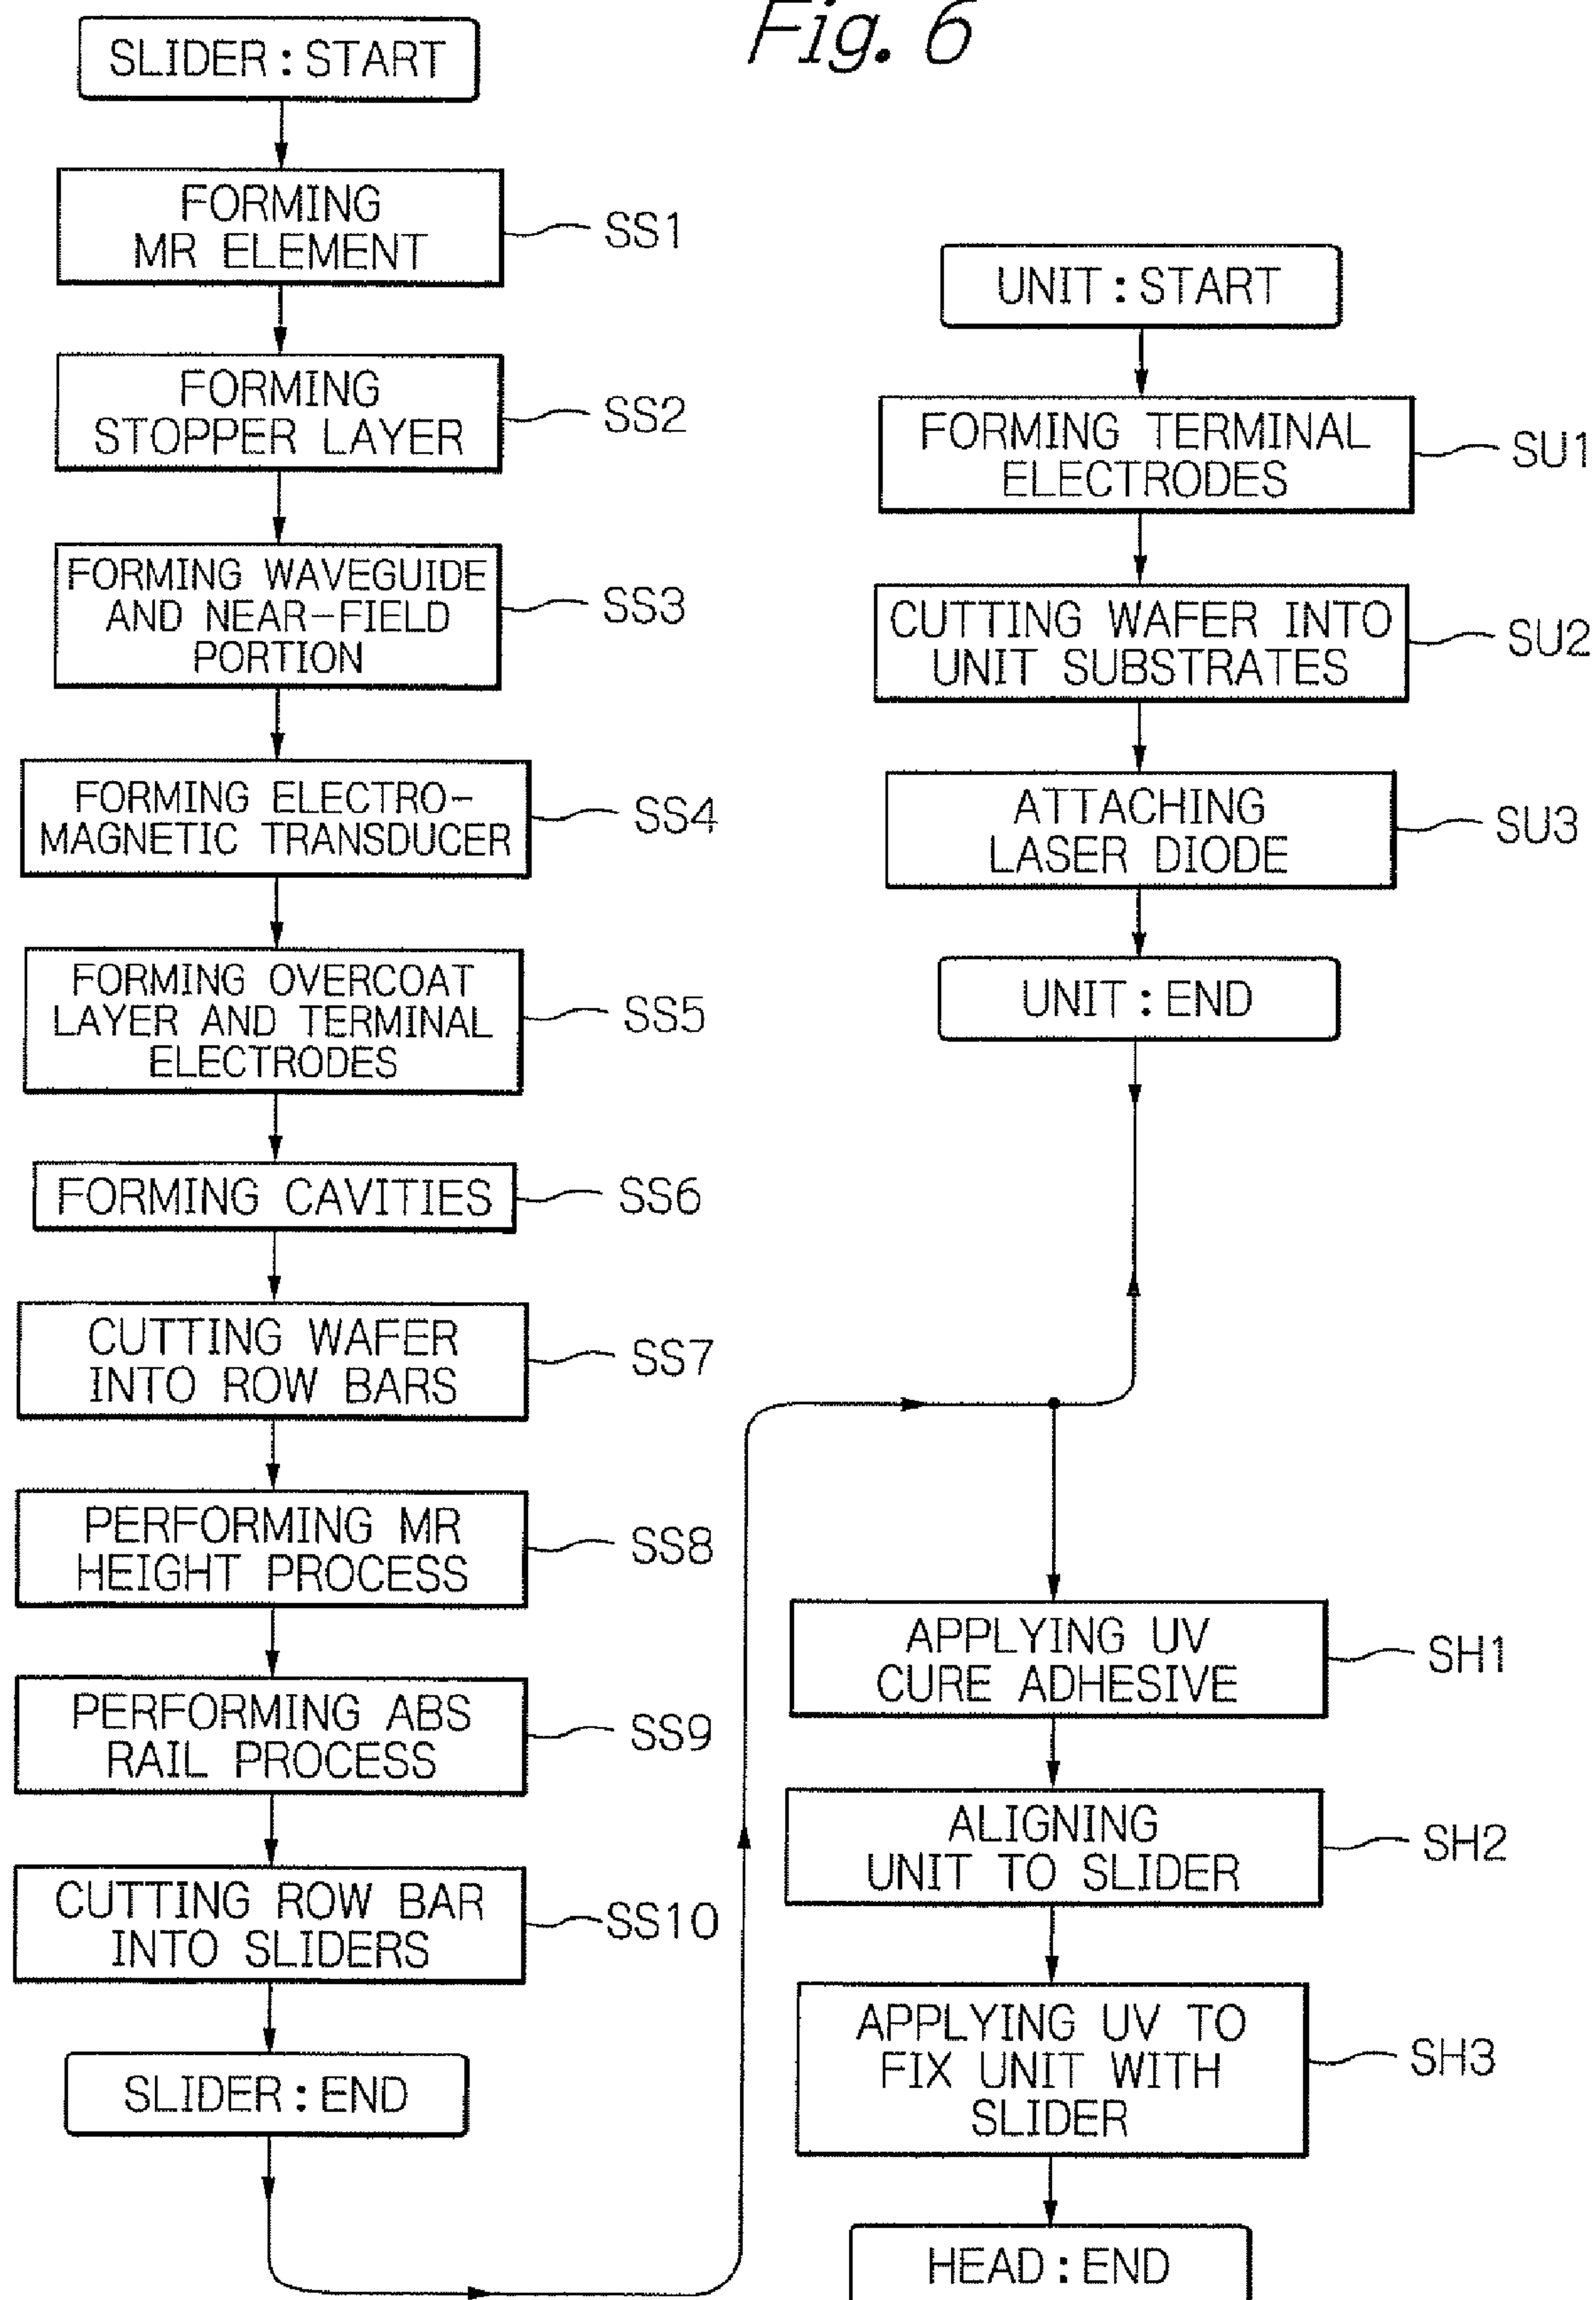 Fig. 6
SLIDER:START
FORMING
MR ELEMENT
SS1
FORMING
STOPPER LAYER
SS2
FORMING WAVEGUIDE
AND NEAR-FIELD
PORTION
SS3
FORMING ELECTRO-
MAGNETIC TRANSDUCER
SS4
FORMING OVERCOAT
LAYER AND TERMINAL
ELECTRODES
SS5
FORMING CAVITIES
SS6
CUTTING WAFER
INTO ROW BARS
SS7
PERFORMING MR
HEIGHT PROCESS
SS8
PERFORMING ABS
RAIL PROCESS
SS9
CUTTING ROW BAR
INTO SLIDERS
SS10
SLIDER:END
UNIT:START
FORMING TERMINAL
ELECTRODES
SU1
CUTTING WAFER INTO
UNIT SUBSTRATES
SU2
ATTACHING
LASER DIODE
SU3
UNIT:END
APPLYING UV
CURE ADHESIVE
SH1
ALIGNING
UNIT TO SLIDER
SH2
APPLYING UV TO
FIX UNIT WITH
SLIDER
SH3
HEAD:END